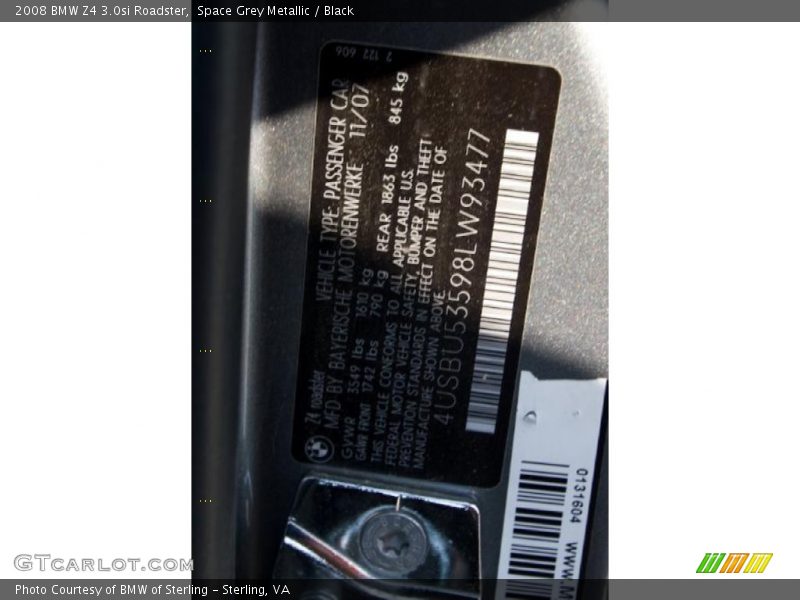 2008 BMW Z4 3.0si Roadster, Space Grey Metallic / Black
2 122 606
Z4 roadster VEHICLE TYPE: PASSENGER CAR
MFD BY BAYERISCHE MOTORENWERKE 11/07
GVWR 3549 lbs 1610 kg
GAWR FRONT 1742 lbs 790 kg REAR 1863 lbs 845 kg
THIS VEHICLE CONFORMS TO ALL APPLICABLE U.S.
FEDERAL MOTOR VEHICLE SAFETY, BUMPER AND THEFT
PREVENTION STANDARDS IN EFFECT ON THE DATE OF
MANUFACTURE SHOWN ABOVE.
4USBU53598LW93477
0131604
WWW.M
GTCARLOT.COM
Photo Courtesy of BMW of Sterling - Sterling, VA